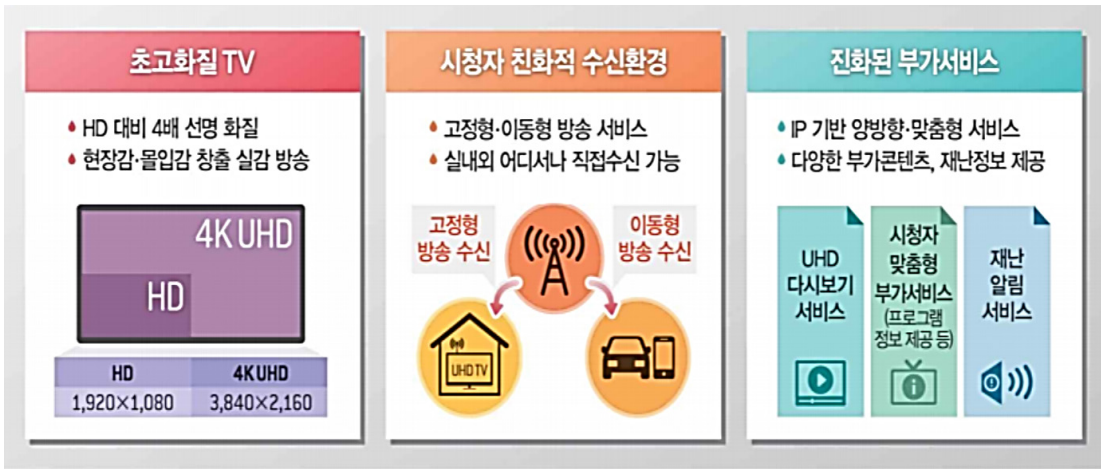 초고화질 TV
HD 대비 4배 선명 화질
현장감·몰입감 창출 실감 방송
4K UHD
HD
HD 4K UHD
1,920×1,080 3,840×2,160
시청자 친화적 수신환경
고정형·이동형 방송 서비스
실내외 어디서나 직접수신 가능
고정형
방송 수신
이동형
방송 수신
UHD TV
진화된 부가서비스
IP 기반 양방향·맞춤형 서비스
다양한 부가콘텐츠, 재난정보 제공
UHD
다시보기
서비스
시청자
맞춤형
부가서비스
(프로그램
정보 제공 등)
재난
알림
서비스